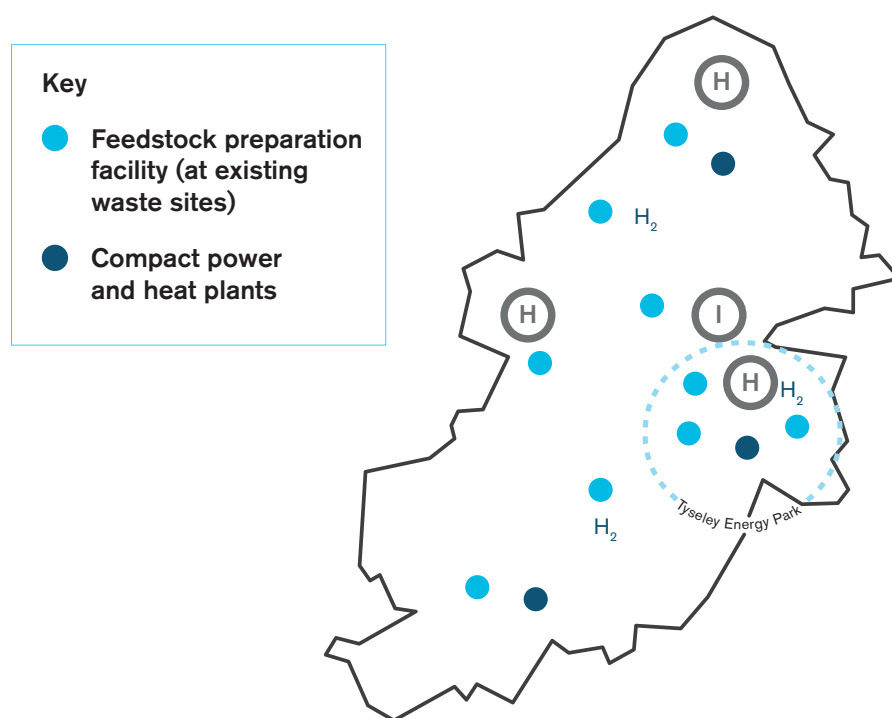 Key
Feedstock preparation
facility (at existing
waste sites)
Compact power
and heat plants
H
H₂
H
I
H
H₂
H₂
Tyseley Energy Park